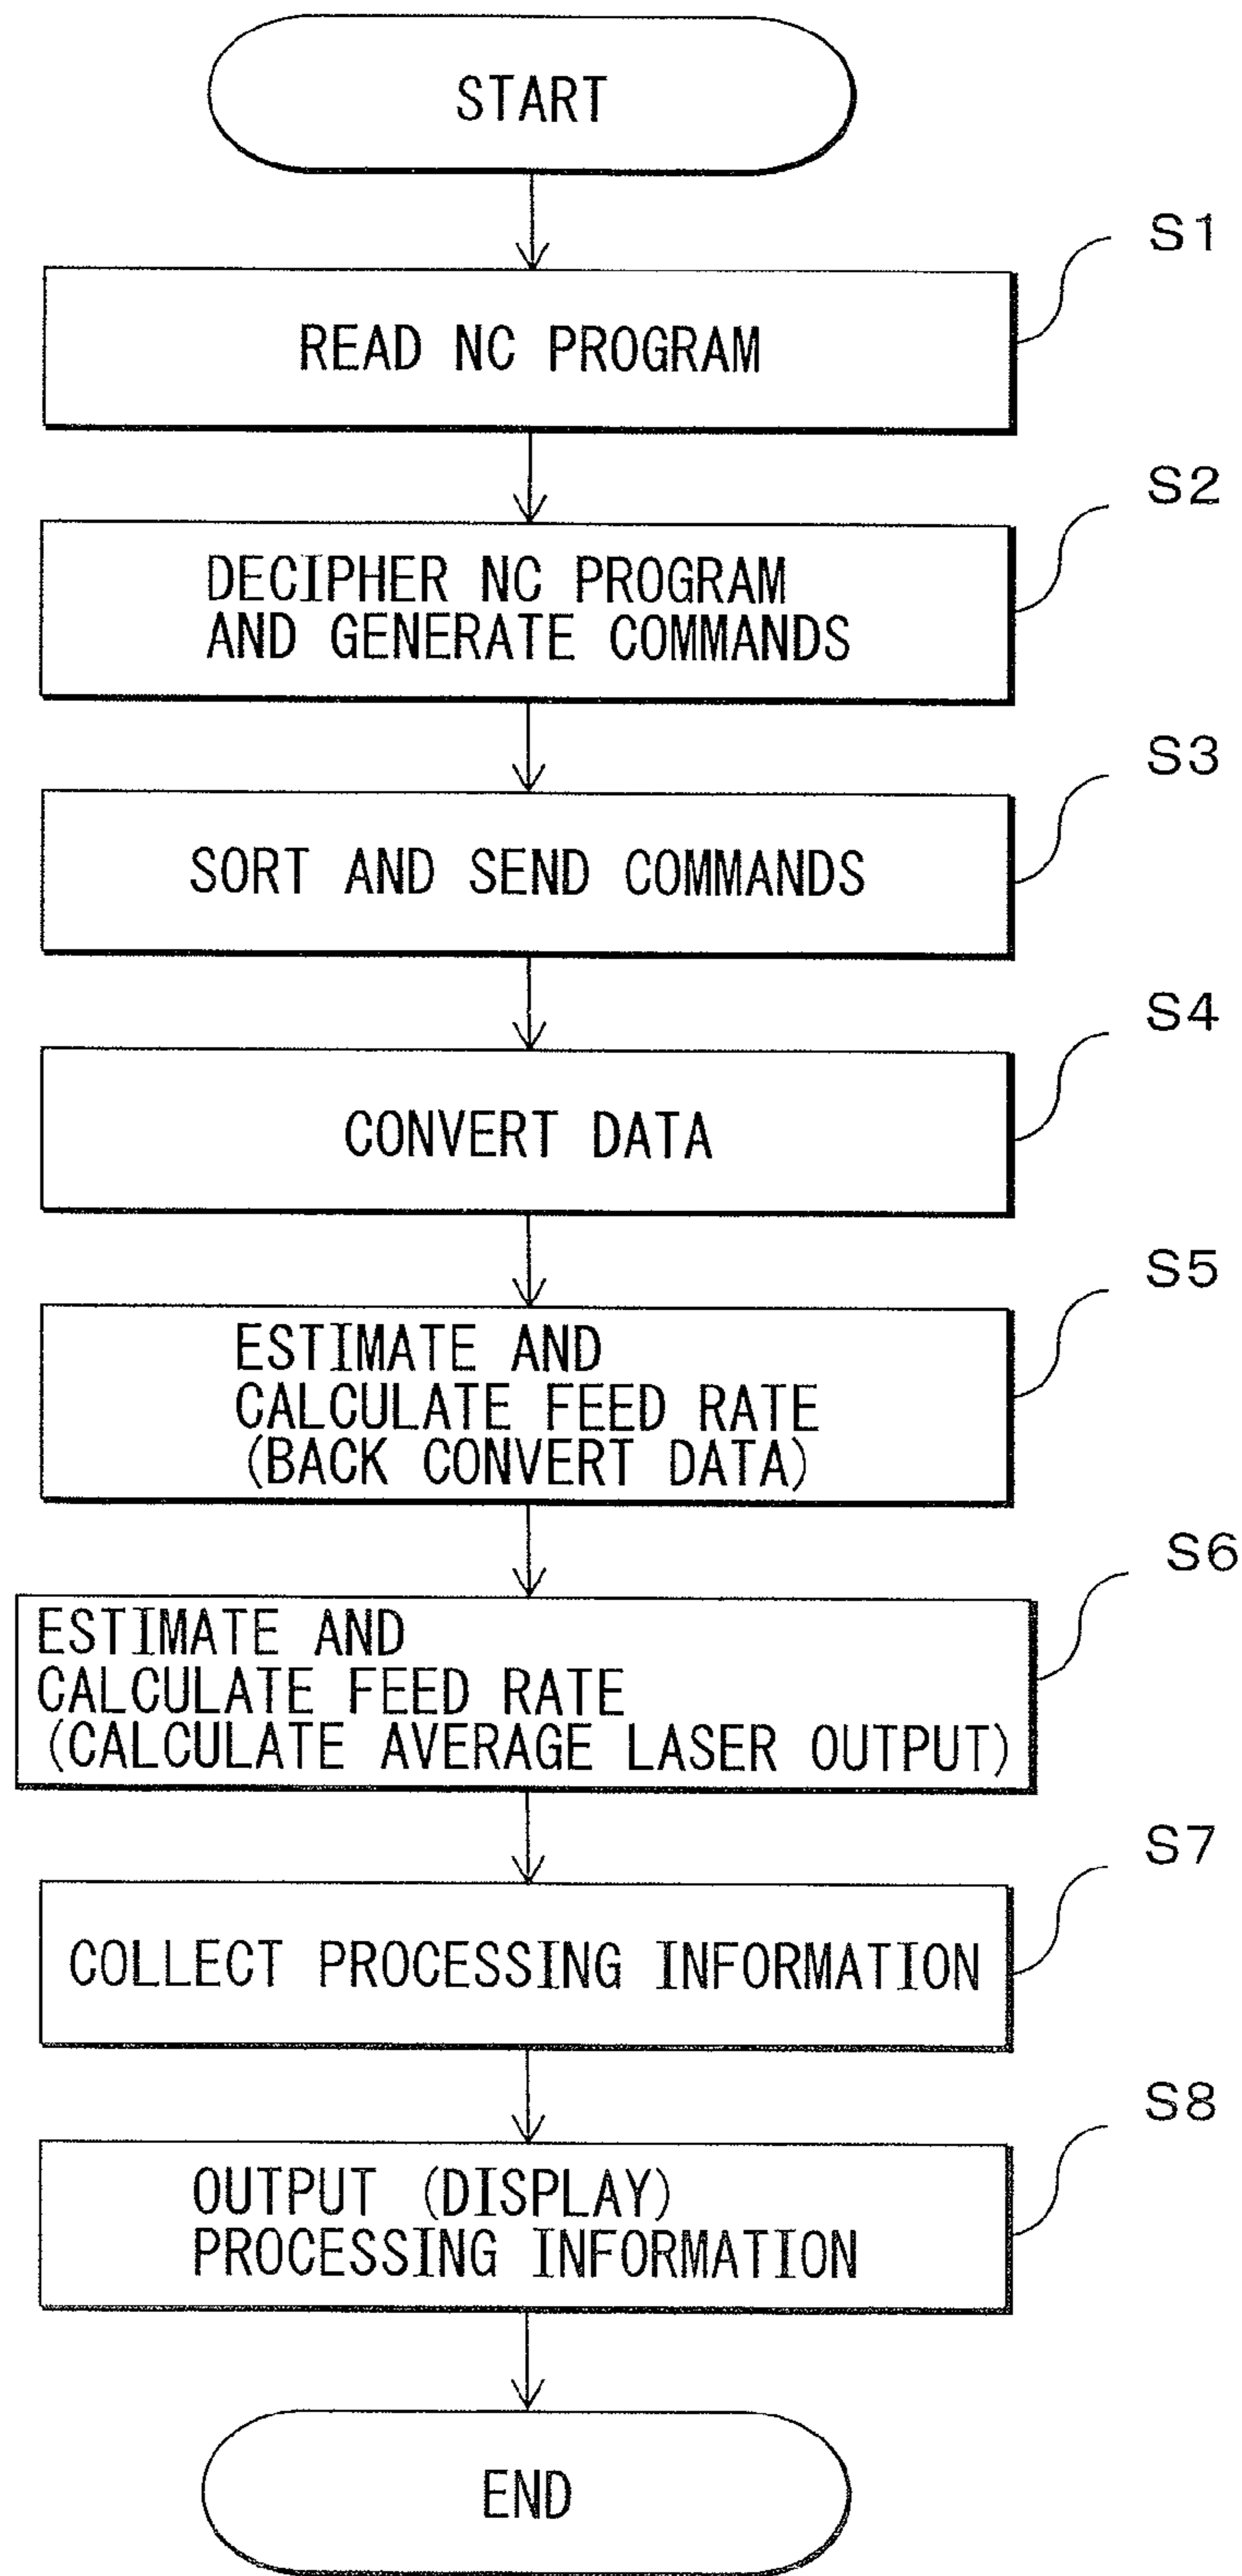 START
S1
READ NC PROGRAM
S2
DECIPHER NC PROGRAM
AND GENERATE COMMANDS
S3
SORT AND SEND COMMANDS
S4
CONVERT DATA
S5
ESTIMATE AND
CALCULATE FEED RATE
(BACK CONVERT DATA)
S6
ESTIMATE AND
CALCULATE FEED RATE
(CALCULATE AVERAGE LASER OUTPUT)
S7
COLLECT PROCESSING INFORMATION
S8
OUTPUT (DISPLAY)
PROCESSING INFORMATION
END